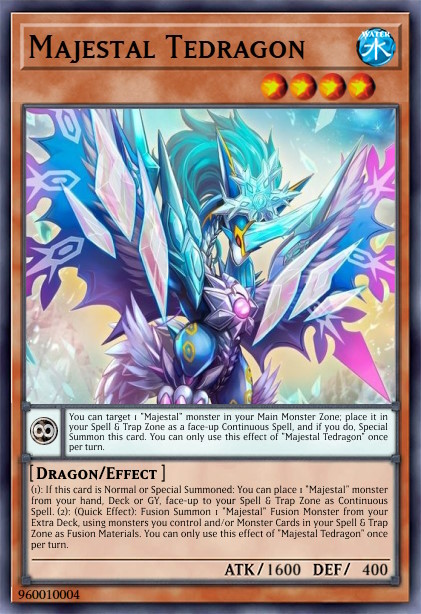 Majestal Tedragon
WATER
水
You can target 1 "Majestal" monster in your Main Monster Zone; place it in
your Spell & Trap Zone as a face-up Continuous Spell, and if you do, Special
Summon this card. You can only use this effect of "Majestal Tedragon" once
per turn.
[ Dragon/Effect ]
(1): If this card is Normal or Special Summoned: You can place 1 "Majestal" monster
from your hand, Deck or GY, face-up to your Spell & Trap Zone as Continuous
Spell. (2): (Quick Effect): Fusion Summon 1 "Majestal" Fusion Monster from your
Extra Deck, using monsters you control and/or Monster Cards in your Spell & Trap
Zone as Fusion Materials. You can only use this effect of "Majestal Tedragon" once
per turn.
ATK/1600 DEF/ 400
960010004